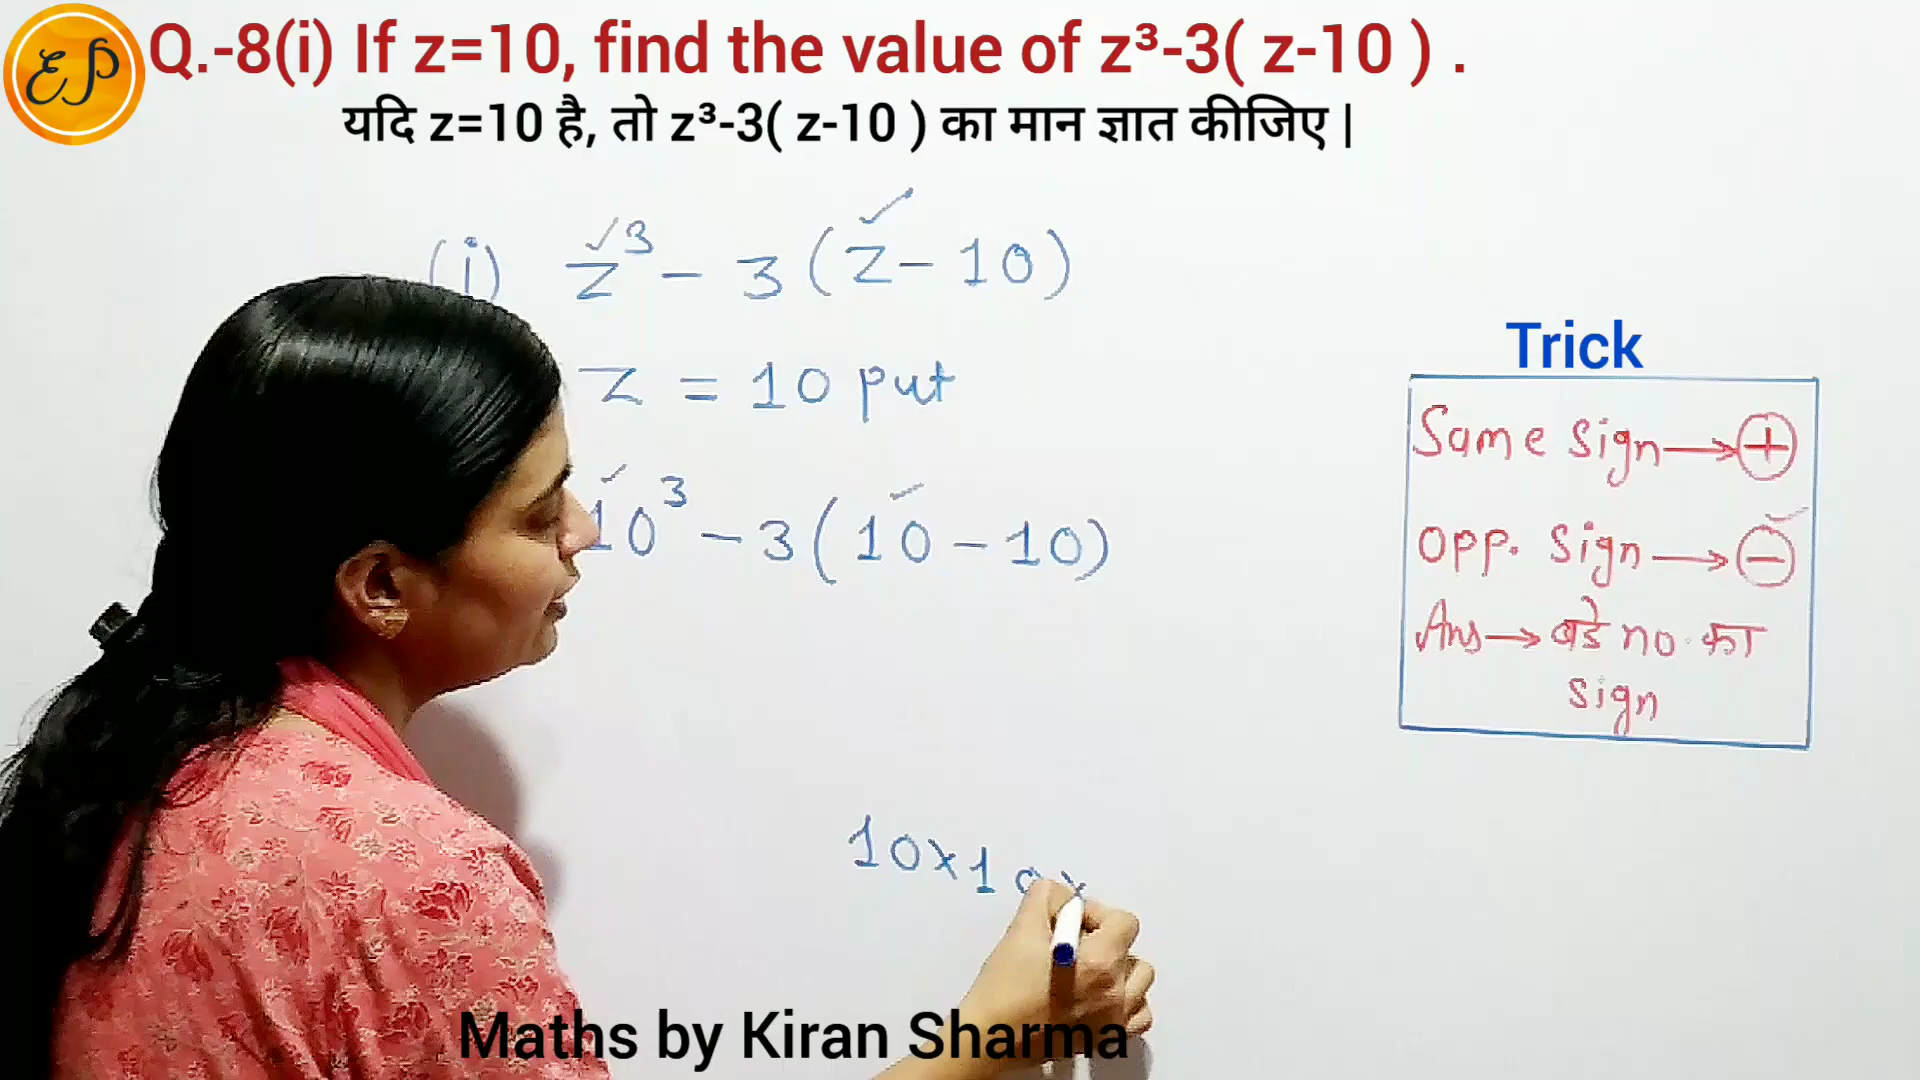 EP
Q.-8(i) If z=10, find the value of z³-3( z-10 ) .
यदि z=10 है, तो z³-3( z-10 ) का मान ज्ञात कीजिए |
(i) z³ - 3 (z - 10)
z = 10 put
10³ - 3 (10 - 10)
10×10×
Trick
Same sign → +
opp. sign → -
Ans → बड़े no. का
sign
Maths by Kiran Sharma